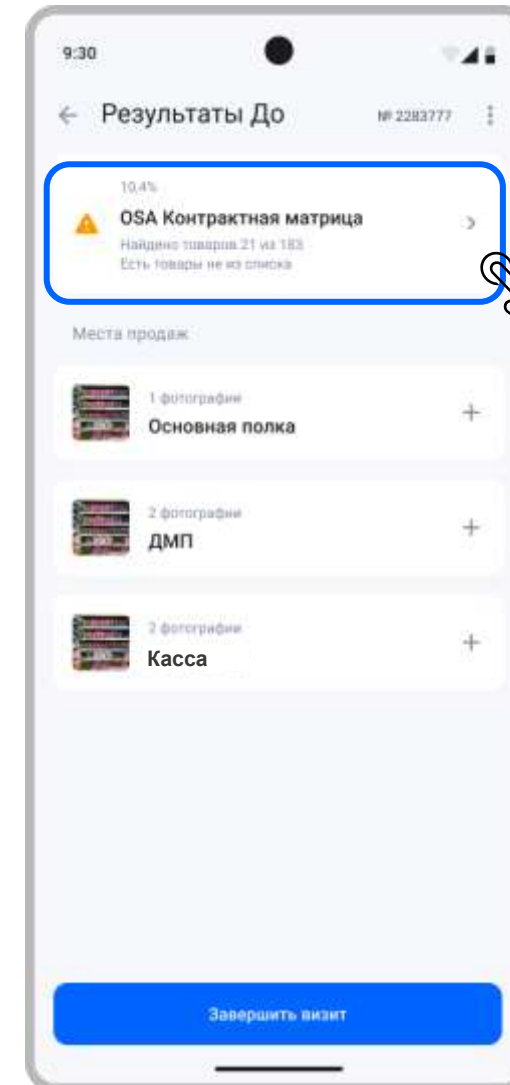 9:30
Результаты До
№ 2283777
10,4%
OSA Контрактная матрица
Найдено товаров 21 из 183
Есть товары не из списка
Места продаж
1 фотографии
Основная полка
2 фотографии
ДМП
2 фотографии
Касса
Завершить визит